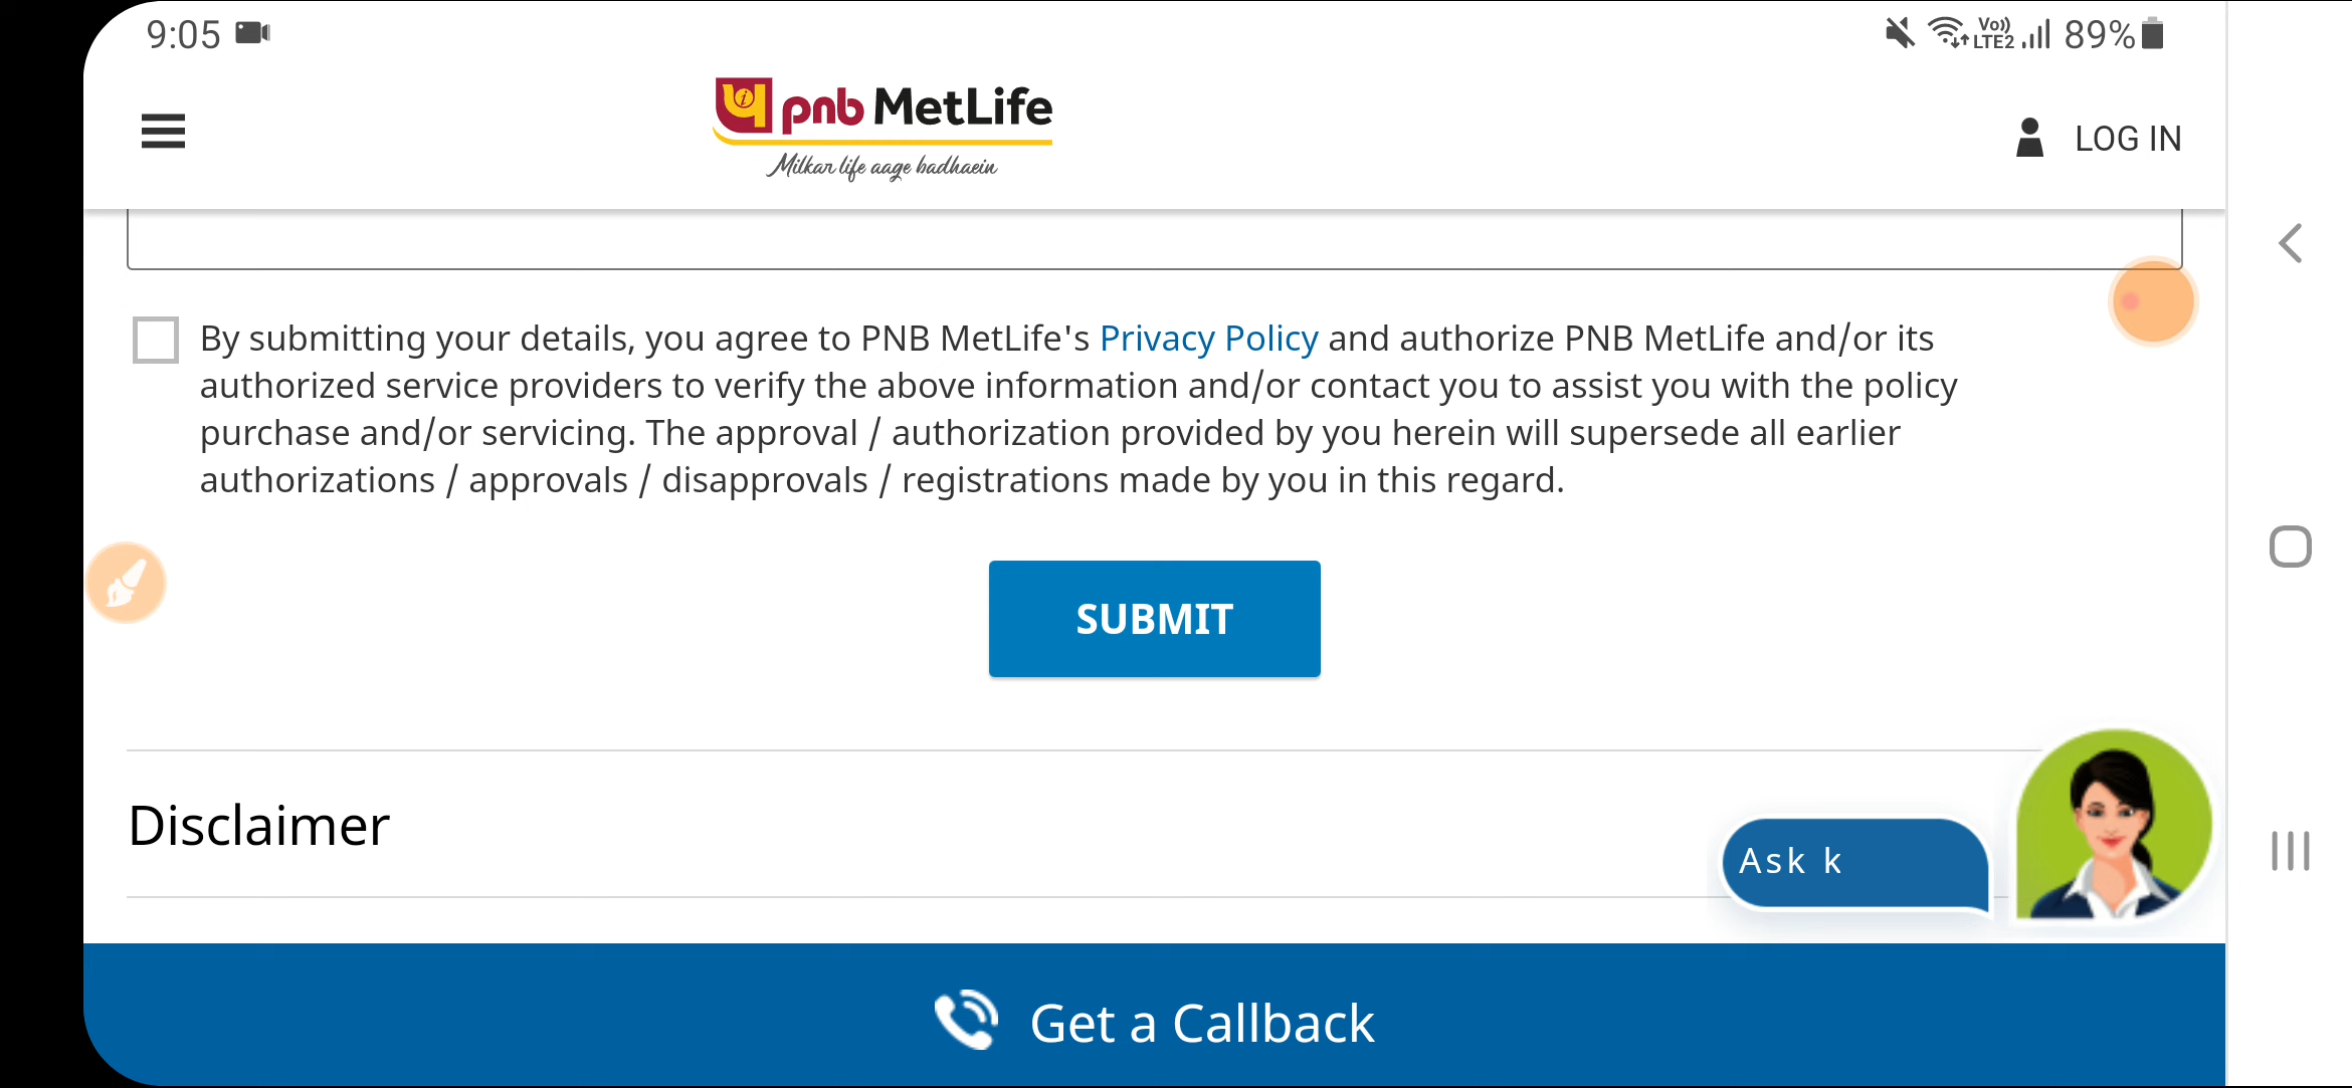 9:05
Vo)) LTE2 89%
pnb MetLife
Milkar life aage badhaein
LOG IN
By submitting your details, you agree to PNB MetLife's Privacy Policy and authorize PNB MetLife and/or its
authorized service providers to verify the above information and/or contact you to assist you with the policy
purchase and/or servicing. The approval / authorization provided by you herein will supersede all earlier
authorizations / approvals / disapprovals / registrations made by you in this regard.
SUBMIT
Disclaimer
Ask k
Get a Callback